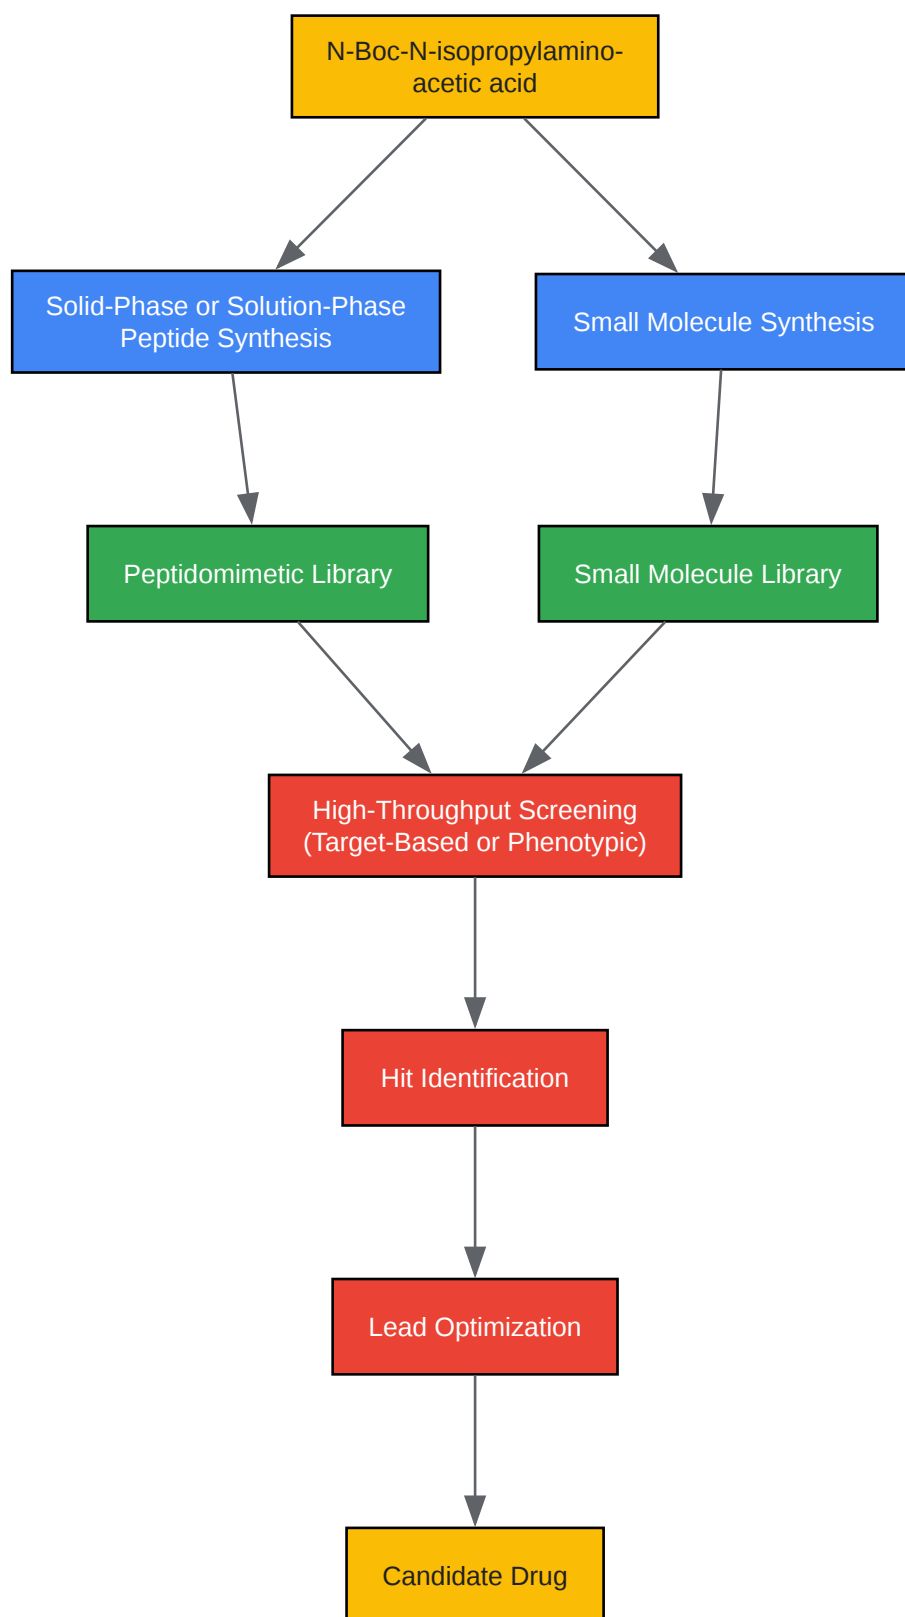 N-Boc-N-isopropylamino-
acetic acid
Solid-Phase or Solution-Phase
Peptide Synthesis
Small Molecule Synthesis
Peptidomimetic Library
Small Molecule Library
High-Throughput Screening
(Target-Based or Phenotypic)
Hit Identification
Lead Optimization
Candidate Drug